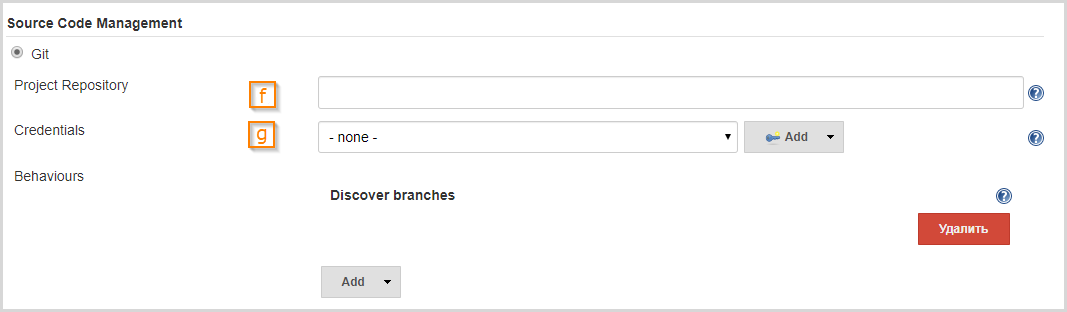 Source Code Management
Git
Project Repository
f
?
Credentials
g
- none -
Add
?
Behaviours
Discover branches
?
Удалить
Add